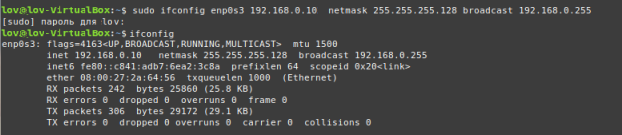 lov@lov-VirtualBox:~$ sudo ifconfig enp0s3 192.168.0.10  netmask 255.255.255.128 broadcast 192.168.0.255
[sudo] пароль для lov:
lov@lov-VirtualBox:~$ ifconfig
enp0s3: flags=4163<UP,BROADCAST,RUNNING,MULTICAST>  mtu 1500
        inet 192.168.0.10  netmask 255.255.255.128  broadcast 192.168.0.255
        inet6 fe80::c841:adb7:6ea2:3c8a  prefixlen 64  scopeid 0x20<link>
        ether 08:00:27:2a:64:56  txqueuelen 1000  (Ethernet)
        RX packets 242  bytes 25860 (25.8 KB)
        RX errors 0  dropped 0  overruns 0  frame 0
        TX packets 306  bytes 29172 (29.1 KB)
        TX errors 0  dropped 0 overruns 0  carrier 0  collisions 0